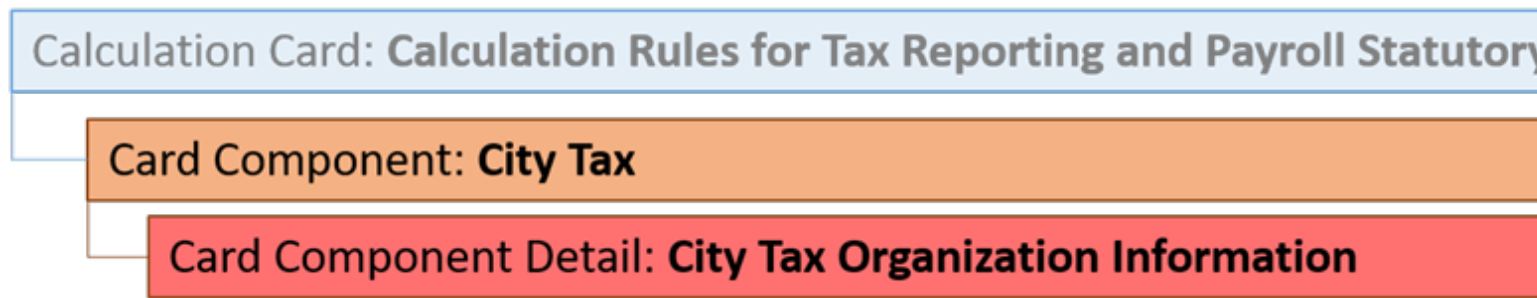 Calculation Card: Calculation Rules for Tax Reporting and Payroll Statutory
Card Component: City Tax
Card Component Detail: City Tax Organization Information